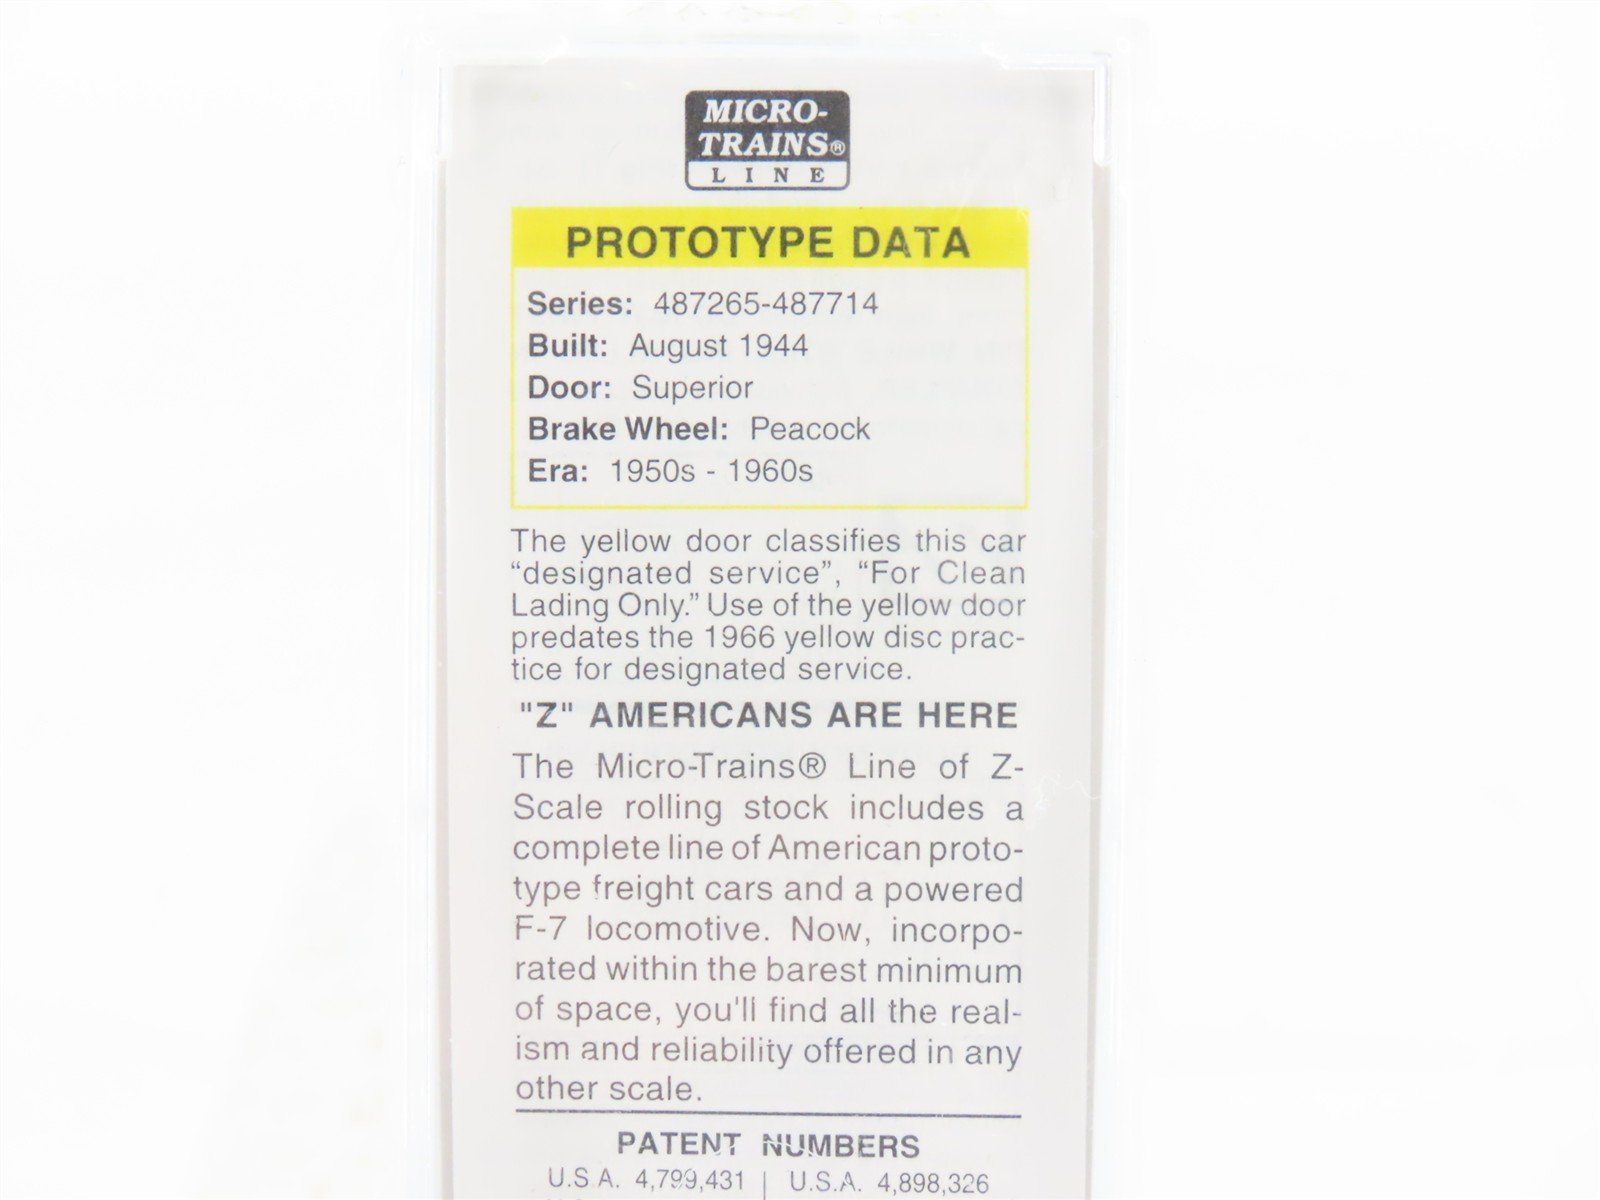 MICRO-
TRAINS®
LINE
PROTOTYPE DATA
Series: 487265-487714
Built: August 1944
Door: Superior
Brake Wheel: Peacock
Era: 1950s - 1960s
The yellow door classifies this car
“designated service”, “For Clean
Lading Only.” Use of the yellow door
predates the 1966 yellow disc prac-
tice for designated service.
"Z" AMERICANS ARE HERE
The Micro-Trains® Line of Z-
Scale rolling stock includes a
complete line of American proto-
type freight cars and a powered
F-7 locomotive. Now, incorpo-
rated within the barest minimum
of space, you'll find all the real-
ism and reliability offered in any
other scale.
PATENT NUMBERS
U.S.A. 4,799,431 | U.S.A. 4,898,326